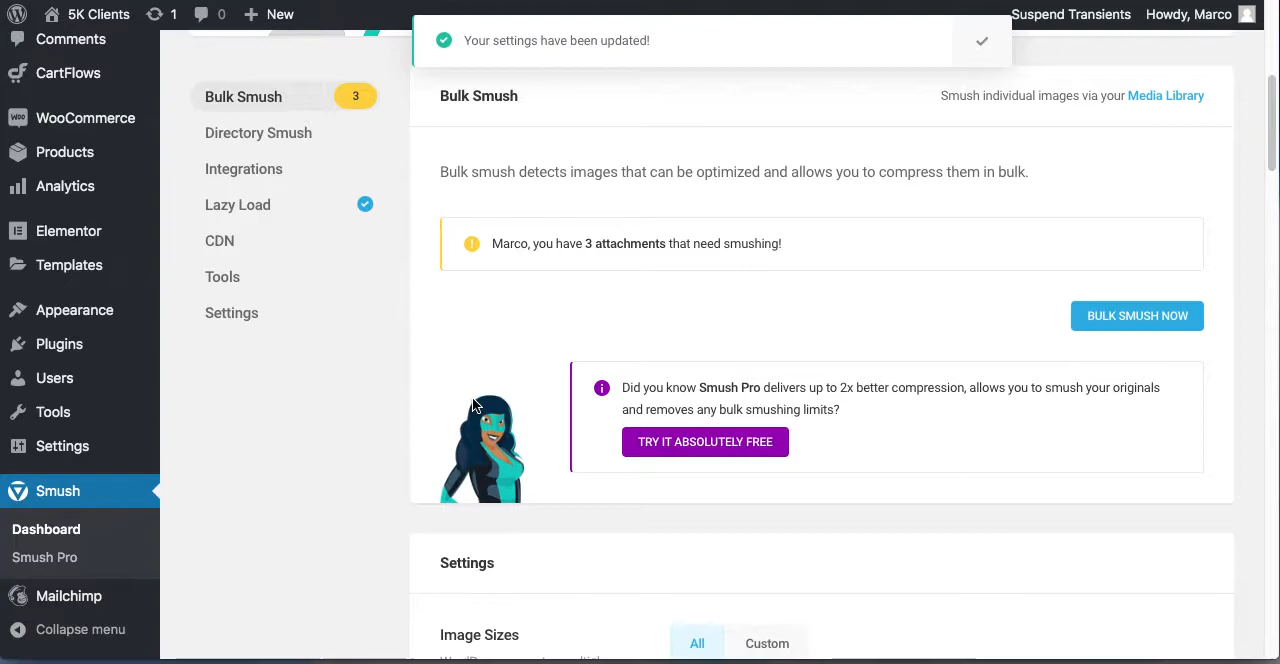 5K Clients 1 0 New Suspend Transients Howdy, Marco
Comments
CartFlows
WOO WooCommerce
Products
Analytics
Elementor
Templates
Appearance
Plugins
Users
Tools
Settings
Smush
Dashboard
Smush Pro
Mailchimp
Collapse menu
Your settings have been updated!
Bulk Smush 3
Directory Smush
Integrations
Lazy Load
CDN
Tools
Settings
Bulk Smush Smush individual images via your Media Library
Bulk smush detects images that can be optimized and allows you to compress them in bulk.
Marco, you have 3 attachments that need smushing!
BULK SMUSH NOW
Did you know Smush Pro delivers up to 2x better compression, allows you to smush your originals
and removes any bulk smushing limits?
TRY IT ABSOLUTELY FREE
Settings
Image Sizes All Custom